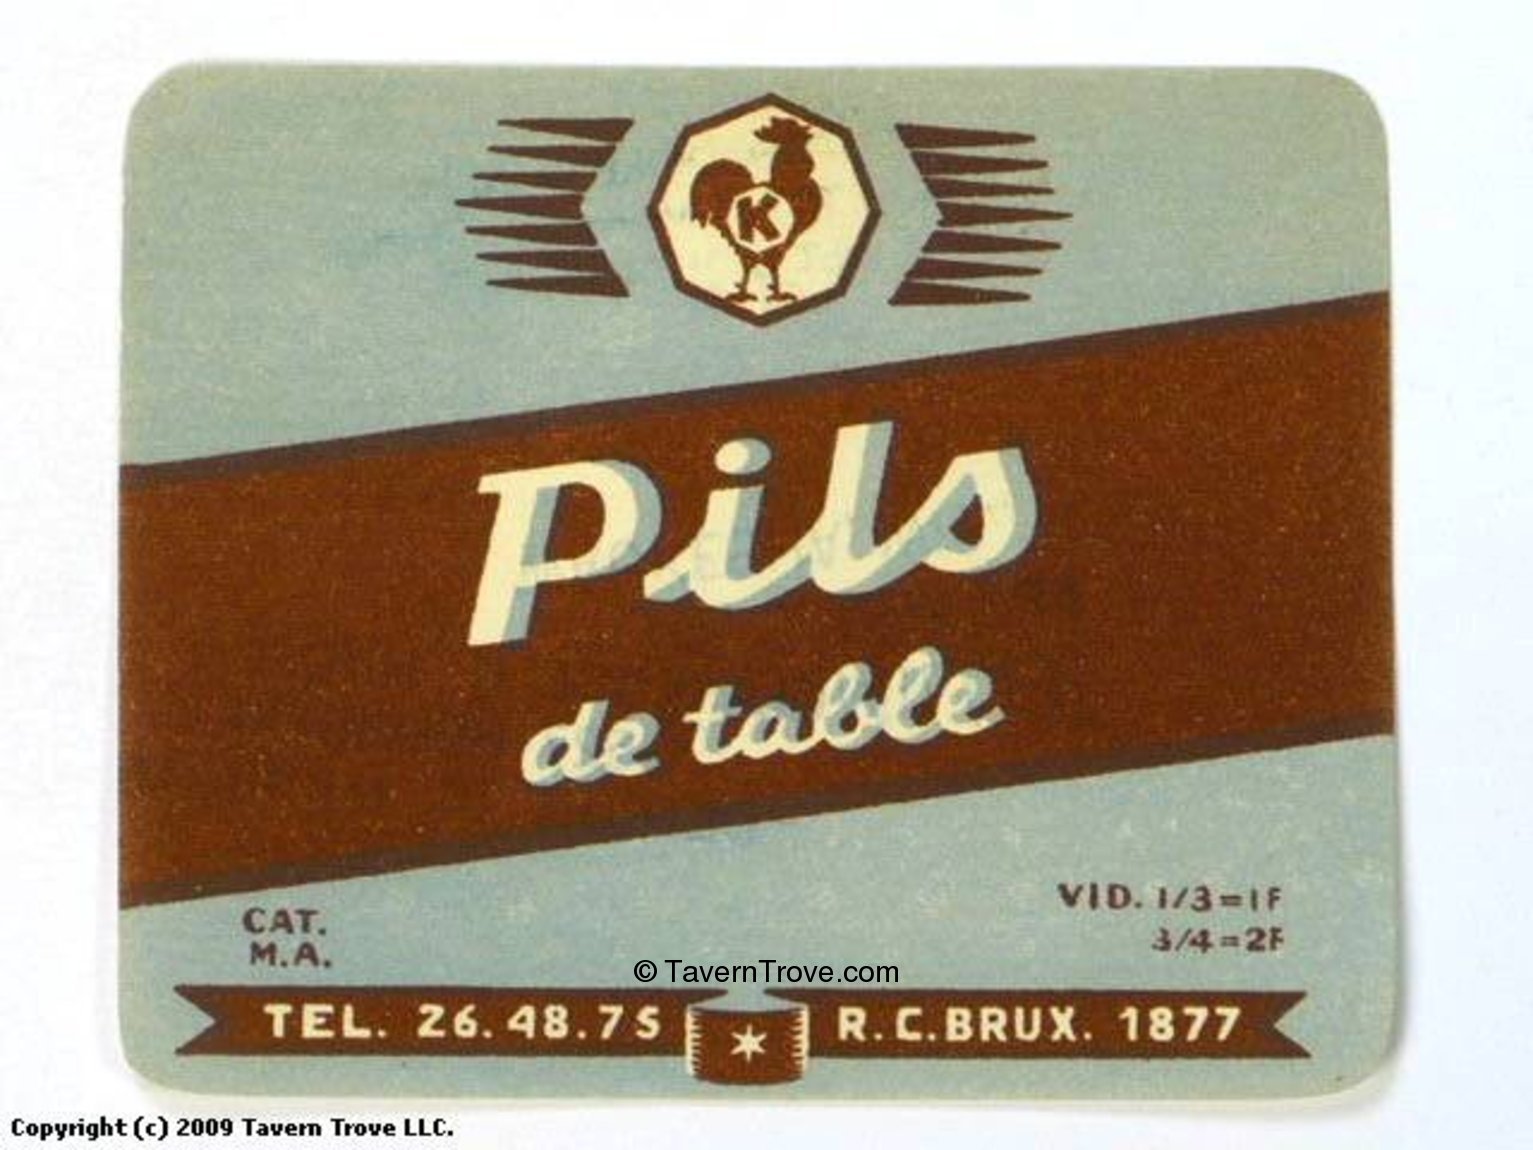 K
Pils
de table
CAT.
M.A.
VID. 1/3=1F
3/4=2F
© TavernTrove.com
TEL. 26.48.75
R.C.BRUX. 1877
Copyright (c) 2009 Tavern Trove LLC.